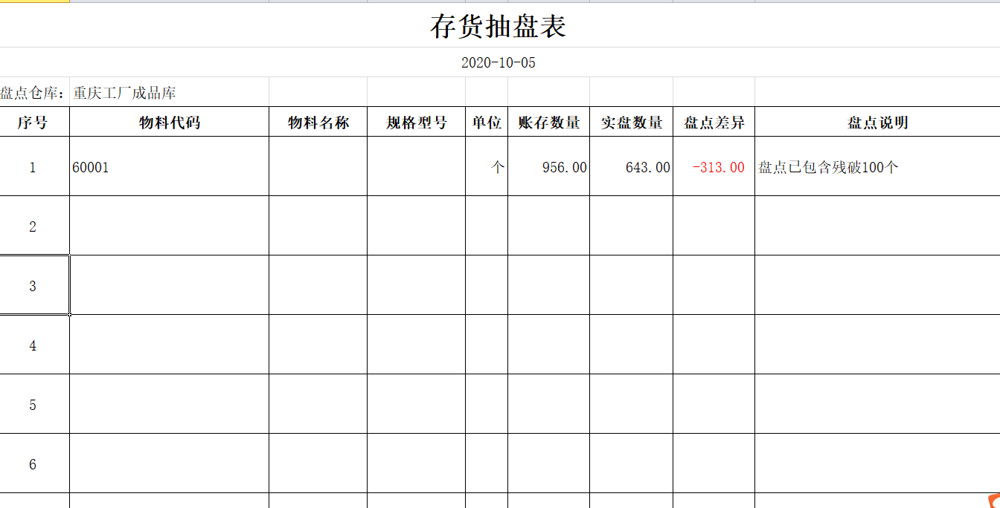 存货抽盘表
2020-10-05
盘点仓库: 重庆工厂成品库
序号 物料代码 物料名称 规格型号 单位 账存数量 实盘数量 盘点差异 盘点说明
1 60001 个 956.00 643.00 -313.00 盘点已包含残破100个
2
3
4
5
6